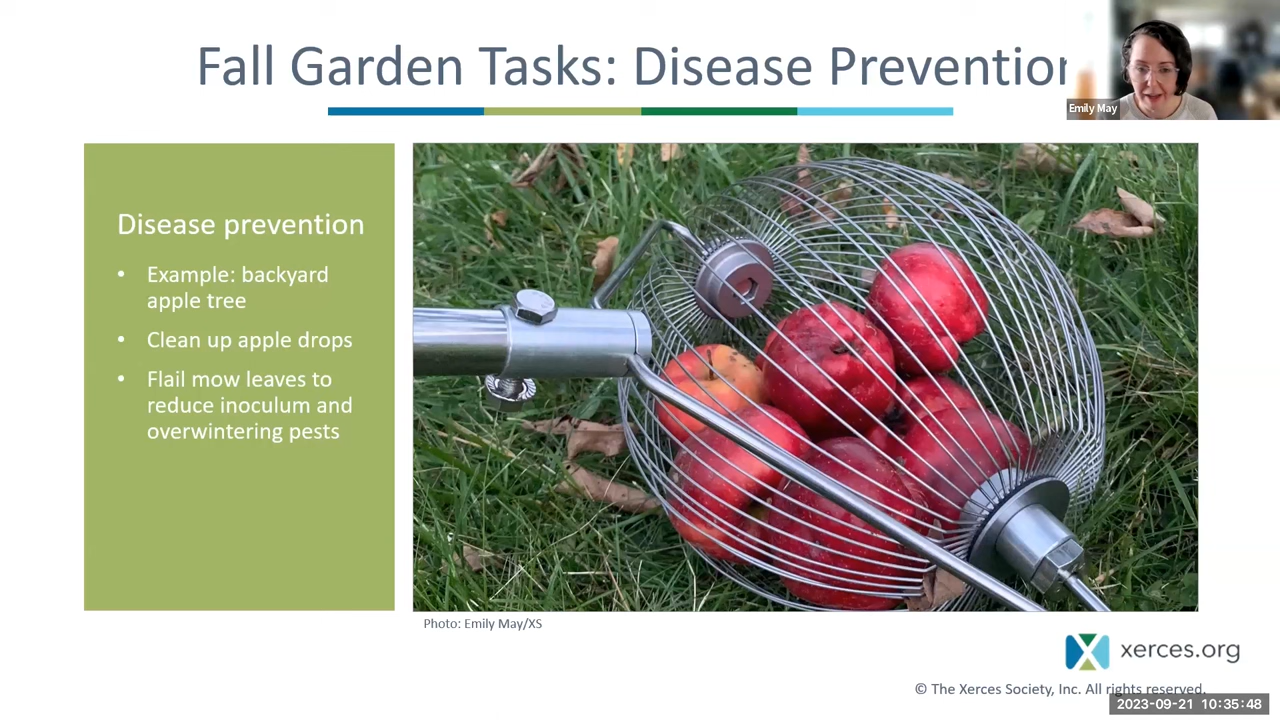 Fall Garden Tasks: Disease Prevention
Emily May
Disease prevention
• Example: backyard
apple tree
• Clean up apple drops
• Flail mow leaves to
reduce inoculum and
overwintering pests
Photo: Emily May/XS
xerces.org
© The Xerces Society, Inc. All rights reserved.
2023-09-21 10:35:48